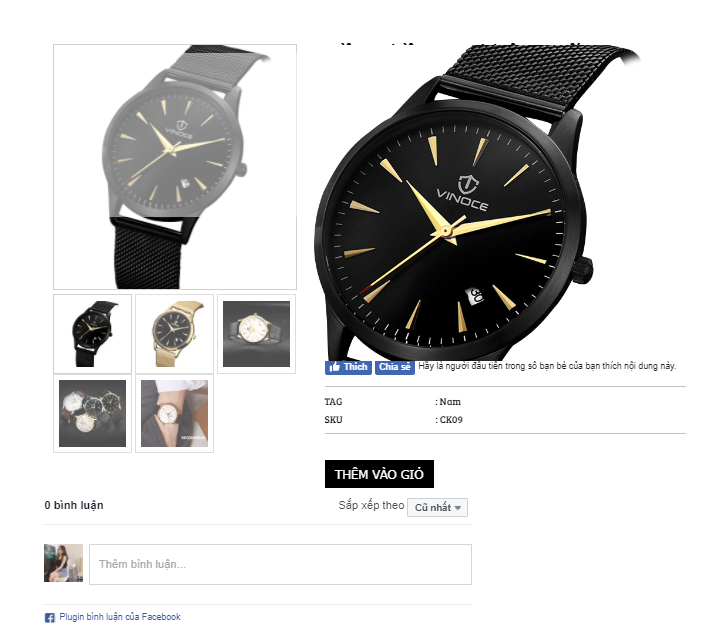 VINOCE
VINOCE
30
Thích Chia sẻ Hãy là người đầu tiên trong số bạn bè của bạn thích nội dung này.
TAG : Nam
SKU : CK09
THÊM VÀO GIỎ
0 bình luận Sắp xếp theo Cũ nhất
Thêm bình luận...
Plugin bình luận của Facebook